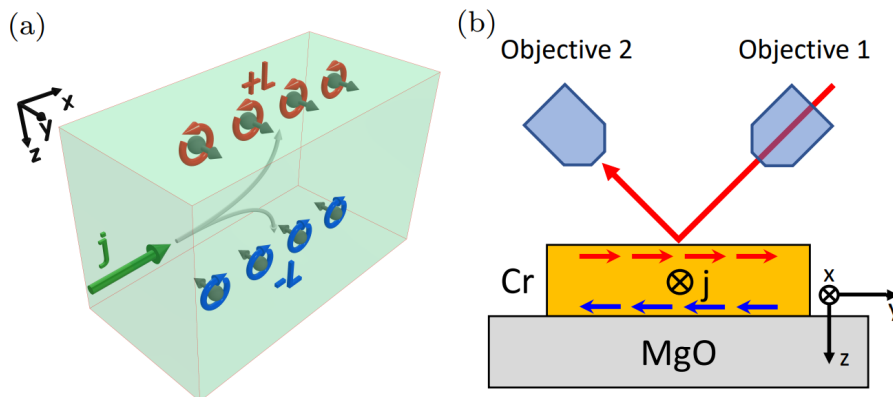 (a)
x
y
z
+L
j
-L
(b)
Objective 2
Objective 1
Cr
j
x
y
MgO
z